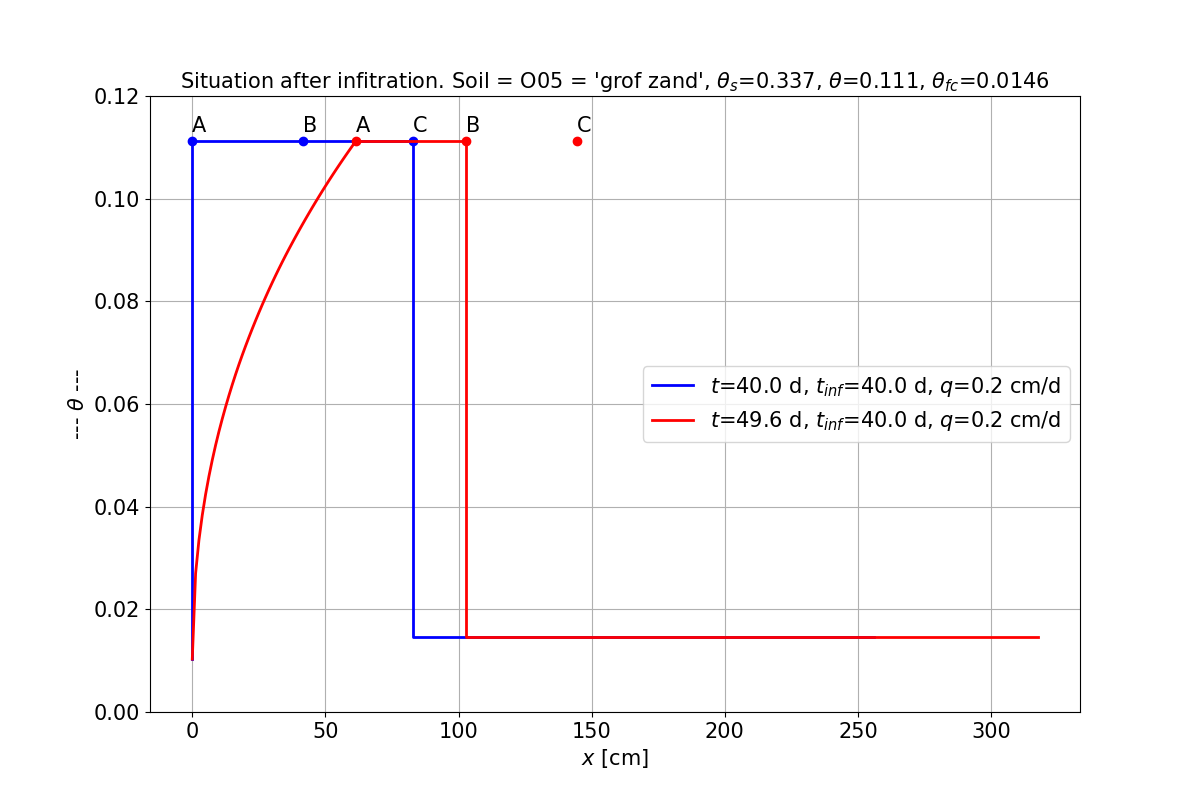 Situation after infitration. Soil = O05 = 'grof zand', θs=0.337, θ=0.111, θfc=0.0146
0.12
A B A C B C
0.10
0.08
--- θ ---
0.06
0.04
0.02
0.00
t=40.0 d, tinf=40.0 d, q=0.2 cm/d
t=49.6 d, tinf=40.0 d, q=0.2 cm/d
0 50 100 150 200 250 300
x [cm]